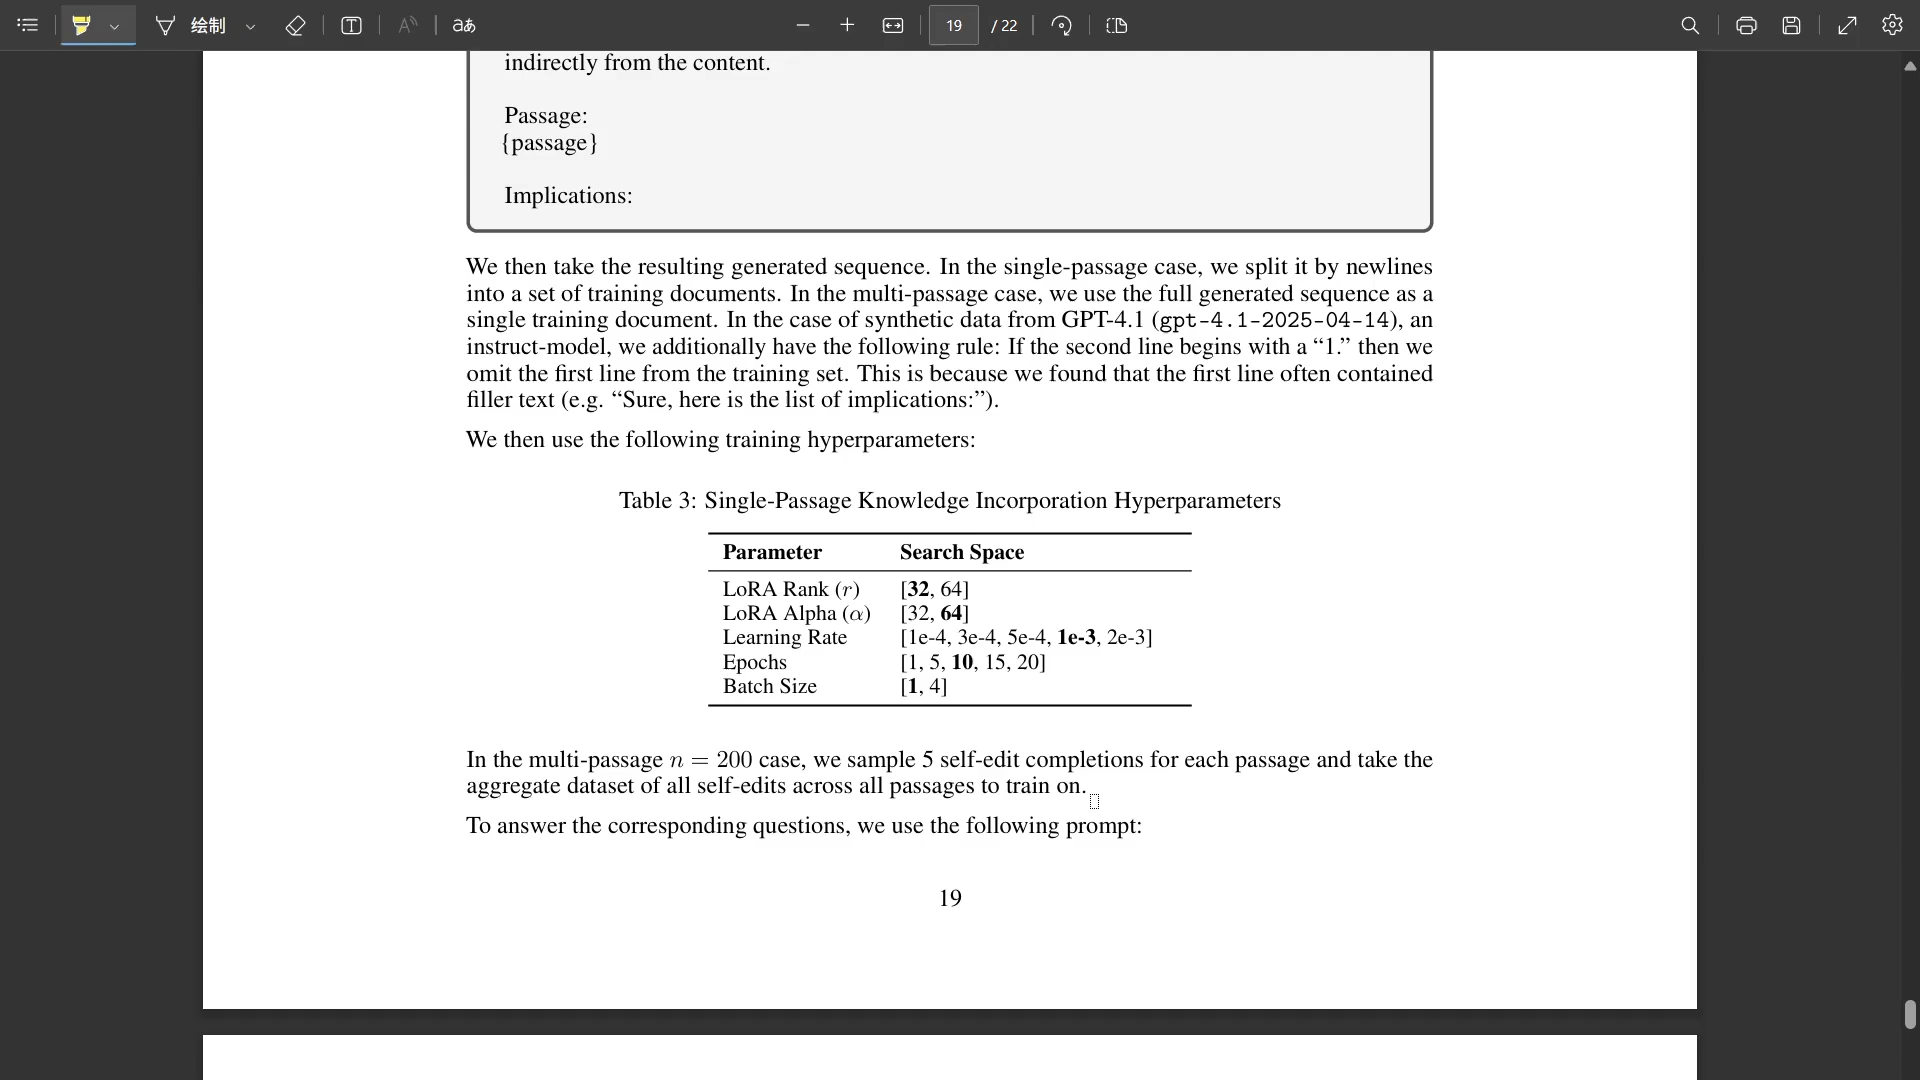 绘制
aあ
19 / 22
indirectly from the content.
Passage:
{passage}
Implications:
We then take the resulting generated sequence. In the single-passage case, we split it by newlines
into a set of training documents. In the multi-passage case, we use the full generated sequence as a
single training document. In the case of synthetic data from GPT-4.1 (gpt-4.1-2025-04-14), an
instruct-model, we additionally have the following rule: If the second line begins with a “1.” then we
omit the first line from the training set. This is because we found that the first line often contained
filler text (e.g. “Sure, here is the list of implications:”).
We then use the following training hyperparameters:
Table 3: Single-Passage Knowledge Incorporation Hyperparameters
Parameter Search Space
LoRA Rank (r) [32, 64]
LoRA Alpha (α) [32, 64]
Learning Rate [1e-4, 3e-4, 5e-4, 1e-3, 2e-3]
Epochs [1, 5, 10, 15, 20]
Batch Size [1, 4]
In the multi-passage n = 200 case, we sample 5 self-edit completions for each passage and take the
aggregate dataset of all self-edits across all passages to train on.
To answer the corresponding questions, we use the following prompt:
19